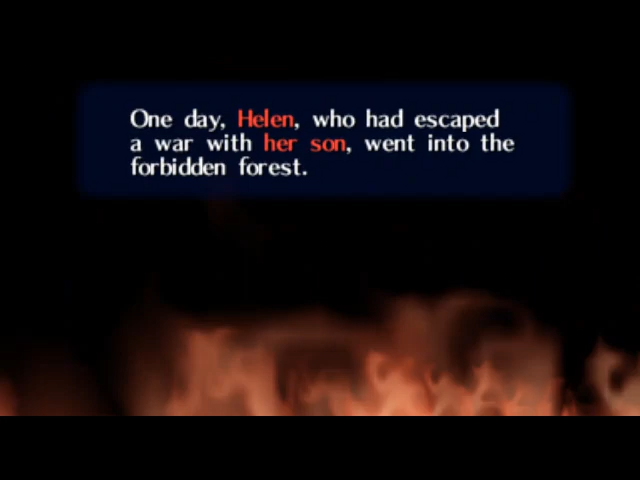 One day, Helen, who had escaped
a war with her son, went into the
forbidden forest.